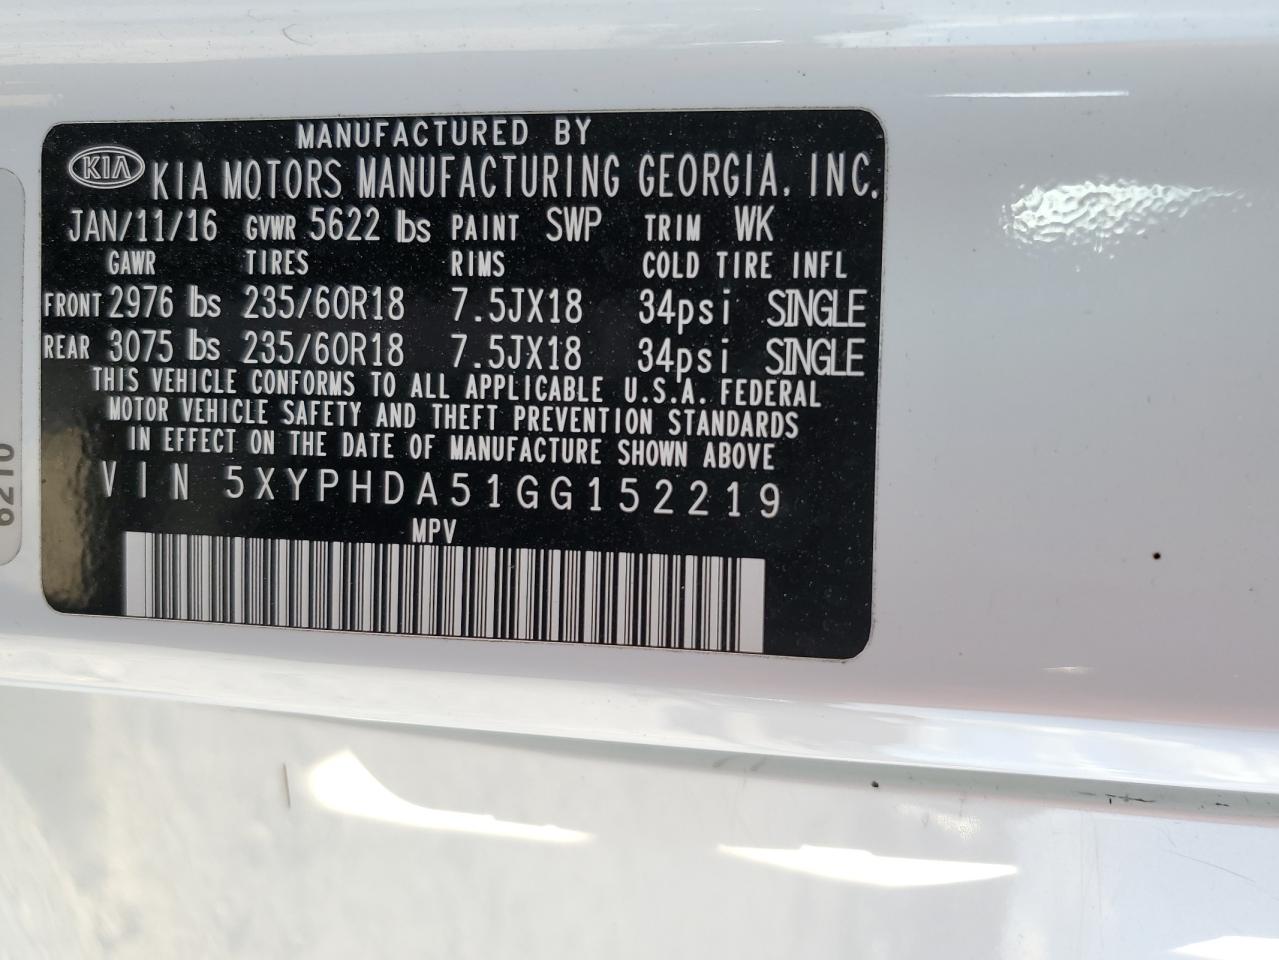 MANUFACTURED BY
KIA KIA MOTORS MANUFACTURING GEORGIA, INC.
JAN/11/16 GVWR 5622 lbs PAINT SWP TRIM WK
GAWR TIRES RIMS COLD TIRE INFL
FRONT 2976 lbs 235/60R18 7.5JX18 34psi SINGLE
REAR 3075 lbs 235/60R18 7.5JX18 34psi SINGLE
THIS VEHICLE CONFORMS TO ALL APPLICABLE U.S.A. FEDERAL
MOTOR VEHICLE SAFETY AND THEFT PREVENTION STANDARDS
IN EFFECT ON THE DATE OF MANUFACTURE SHOWN ABOVE
VIN 5XYPHDA51GG152219
MPV